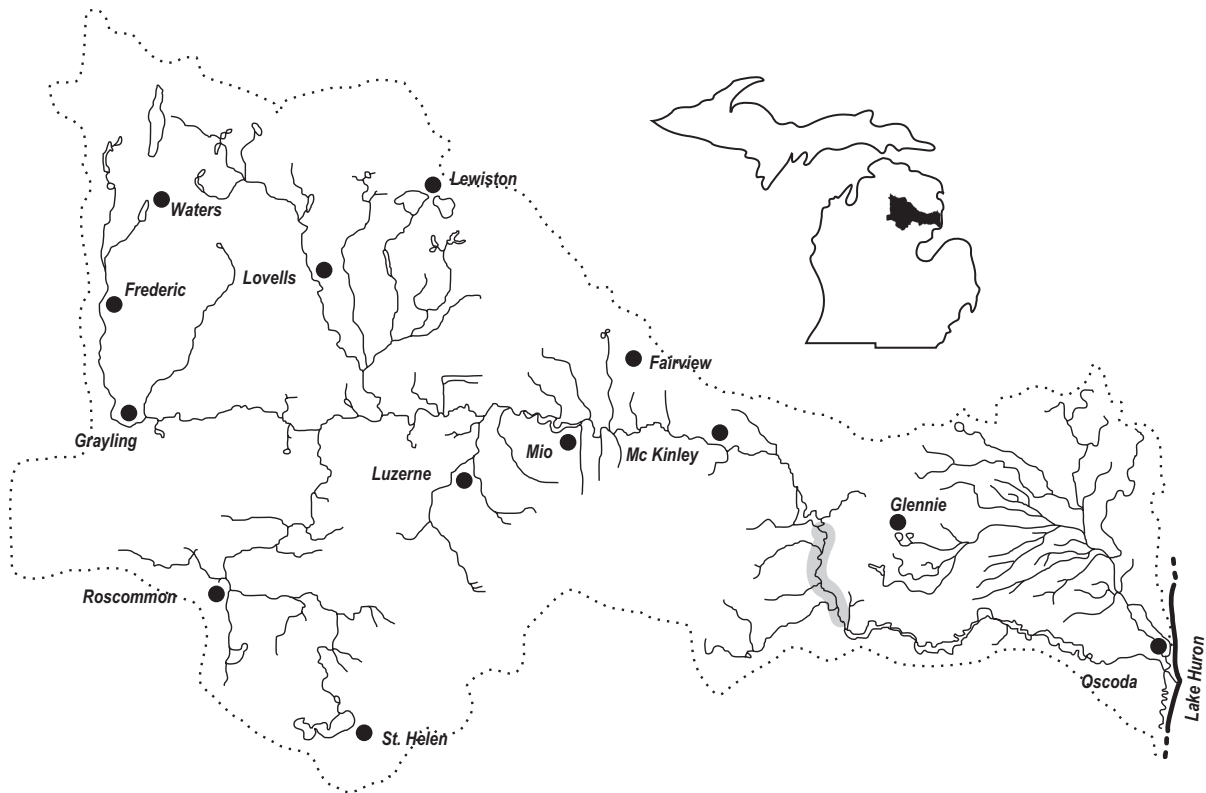 Lewiston
Waters
Lovells
Frederic
Fairview
Grayling
Mio
Mc Kinley
Luzerne
Glennie
Roscommon
Oscoda
Lake Huron
St. Helen